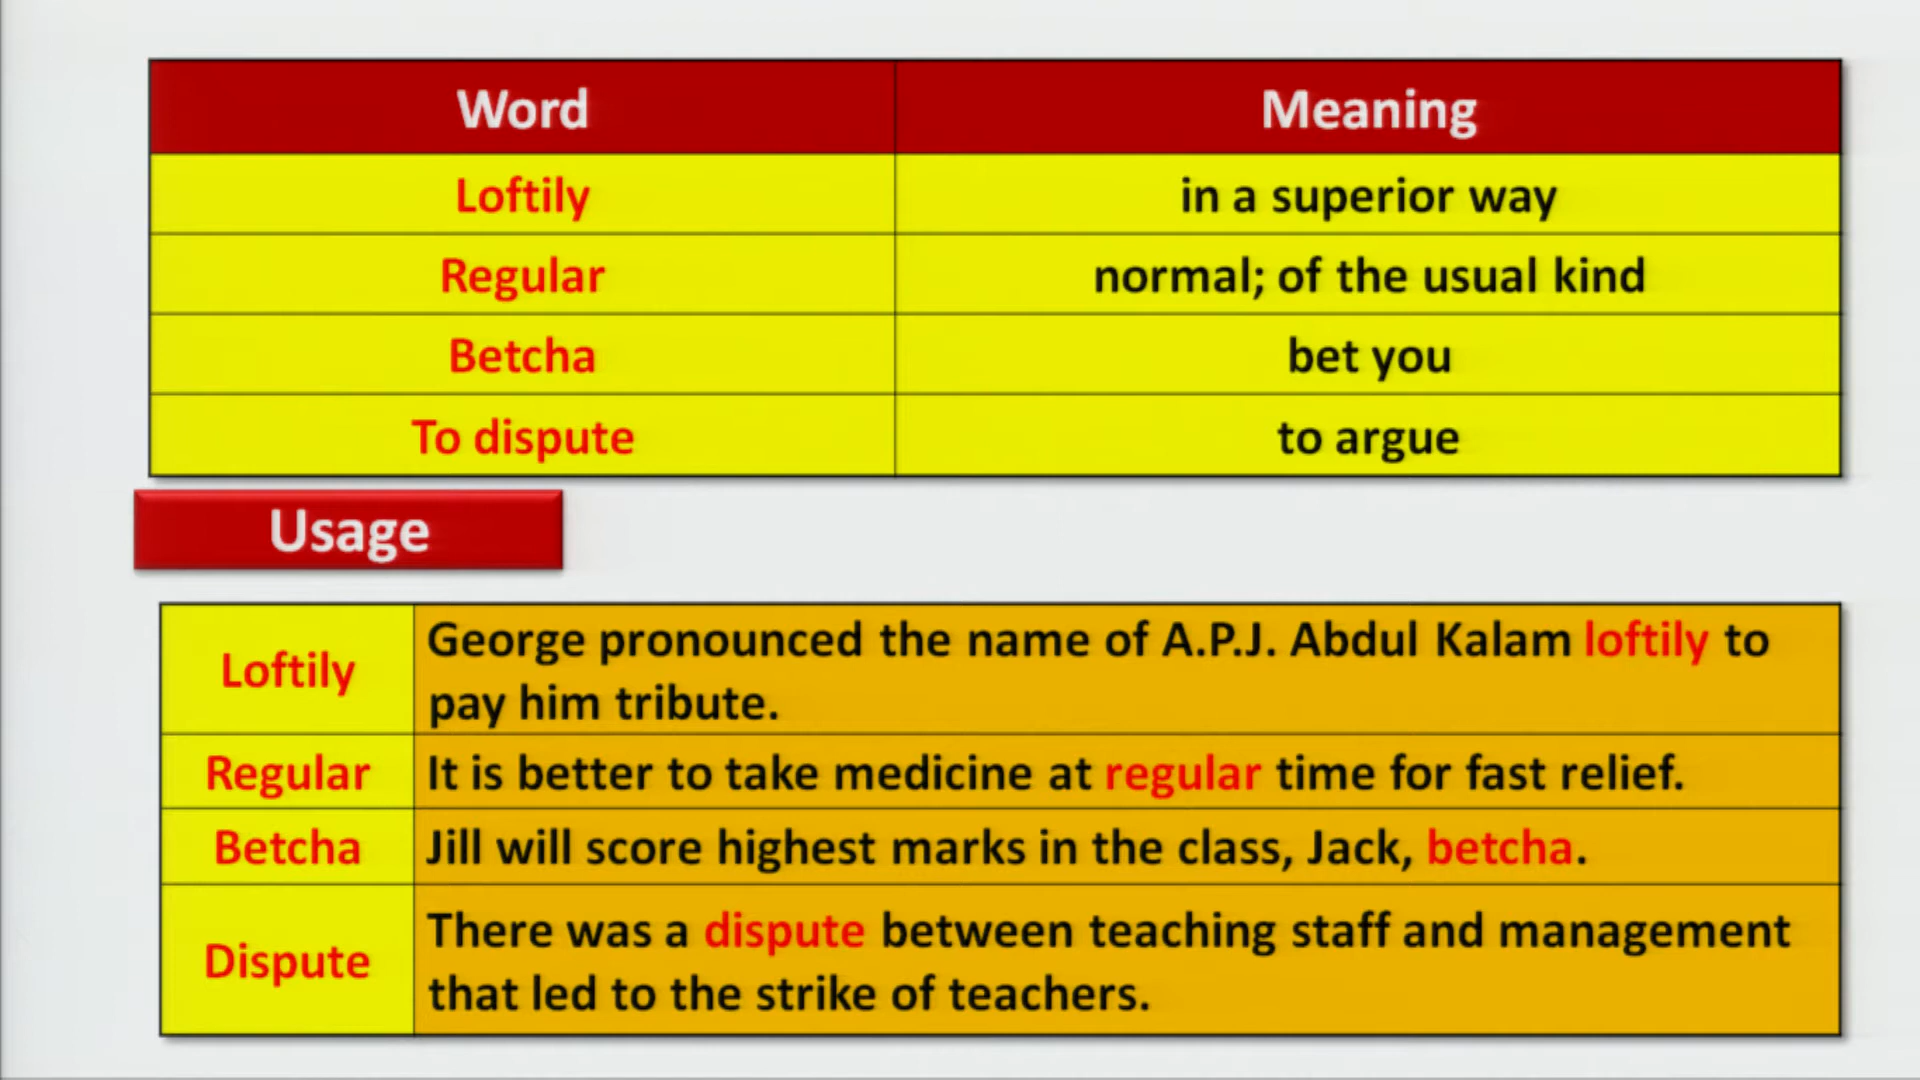 Word Meaning
Loftily in a superior way
Regular normal; of the usual kind
Betcha bet you
To dispute to argue
Usage
Loftily George pronounced the name of A.P.J. Abdul Kalam loftily to
pay him tribute.
Regular It is better to take medicine at regular time for fast relief.
Betcha Jill will score highest marks in the class, Jack, betcha.
Dispute There was a dispute between teaching staff and management
that led to the strike of teachers.